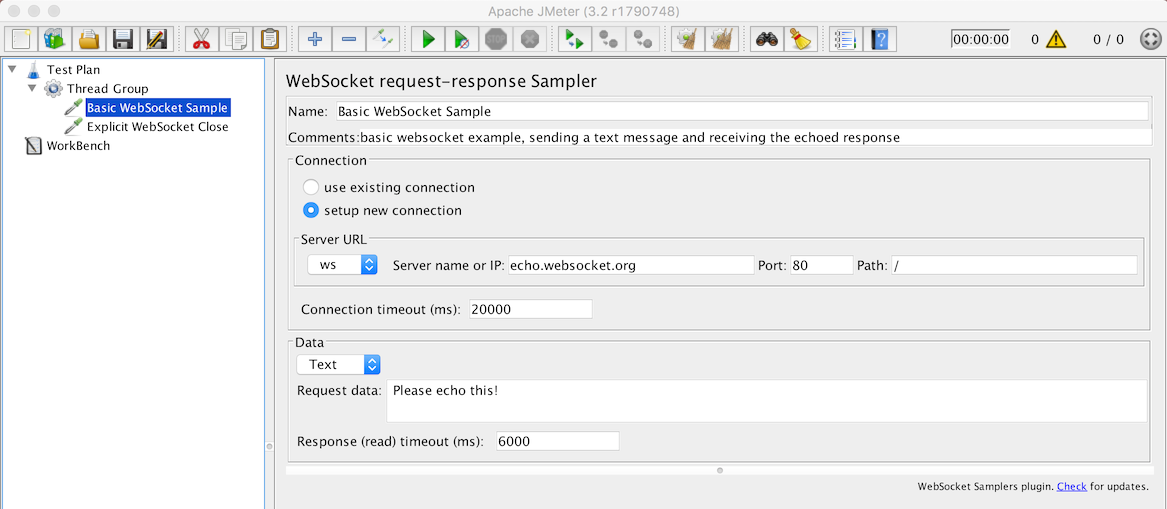 Apache JMeter (3.2 r1790748)
00:00:00 0 0 / 0
Test Plan
Thread Group
Basic WebSocket Sample
Explicit WebSocket Close
WorkBench
WebSocket request-response Sampler
Name: Basic WebSocket Sample
Comments: basic websocket example, sending a text message and receiving the echoed response
Connection
use existing connection
setup new connection
Server URL
ws Server name or IP: echo.websocket.org Port: 80 Path: /
Connection timeout (ms): 20000
Data
Text
Request data: Please echo this!
Response (read) timeout (ms): 6000
WebSocket Samplers plugin. Check for updates.